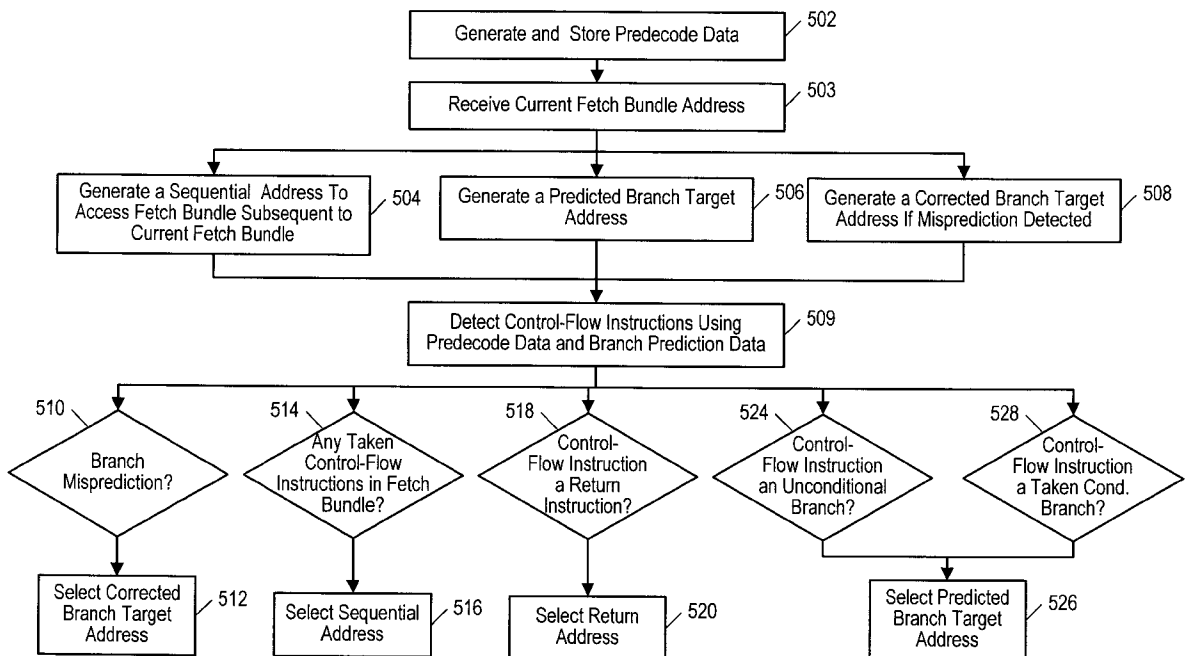 Generate and Store Predecode Data
502
Receive Current Fetch Bundle Address
503
Generate a Sequential Address To
Access Fetch Bundle Subsequent to
Current Fetch Bundle
504
Generate a Predicted Branch Target
Address
506
Generate a Corrected Branch Target
Address If Misprediction Detected
508
Detect Control-Flow Instructions Using
Predecode Data and Branch Prediction Data
509
510
Branch
Misprediction?
514
Any Taken
Control-Flow
Instructions in Fetch
Bundle?
518
Control-
Flow Instruction
a Return
Instruction?
524
Control-
Flow Instruction
an Unconditional
Branch?
528
Control-
Flow Instruction
a Taken Cond.
Branch?
Select Corrected
Branch Target
Address
512
Select Sequential
Address
516
Select Return
Address
520
Select Predicted
Branch Target
Address
526